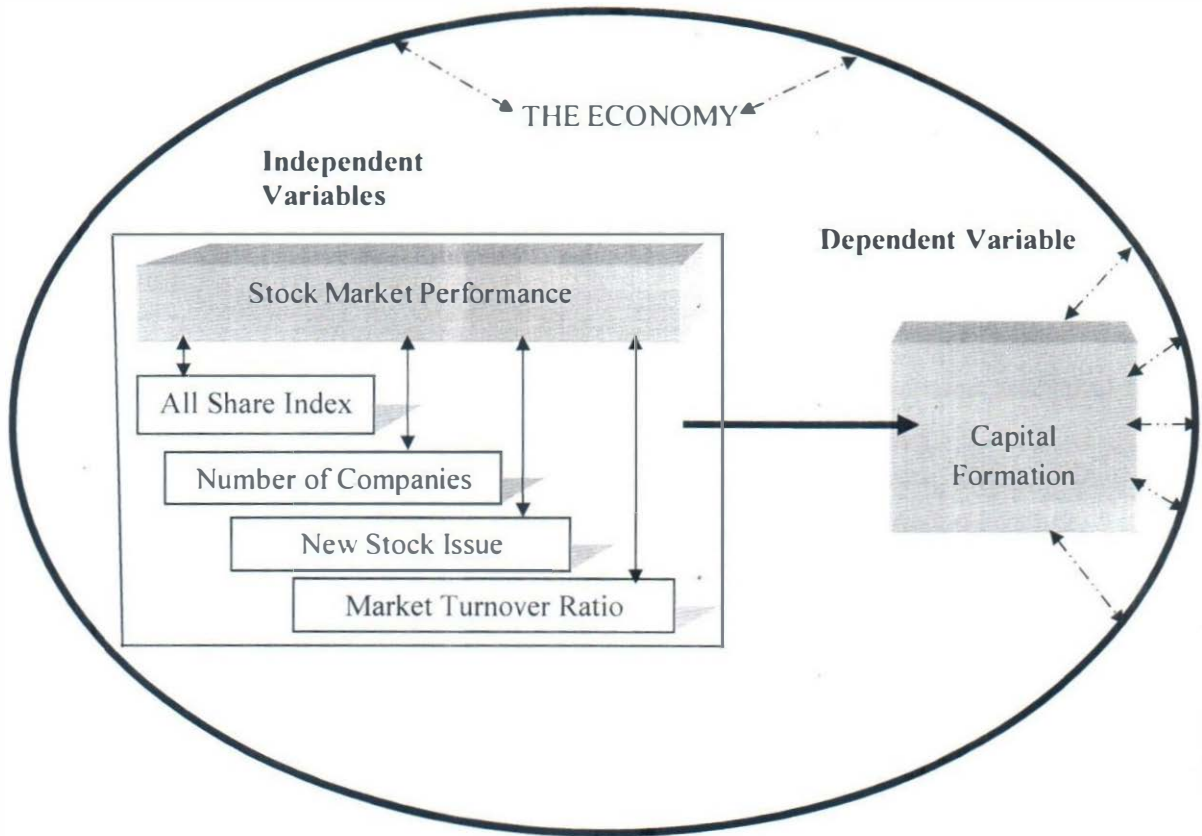 THE ECONOMY
Independent
Variables
Dependent Variable
Stock Market Performance
All Share Index
Number of Companies
New Stock Issue
Market Turnover Ratio
Capital
Formation